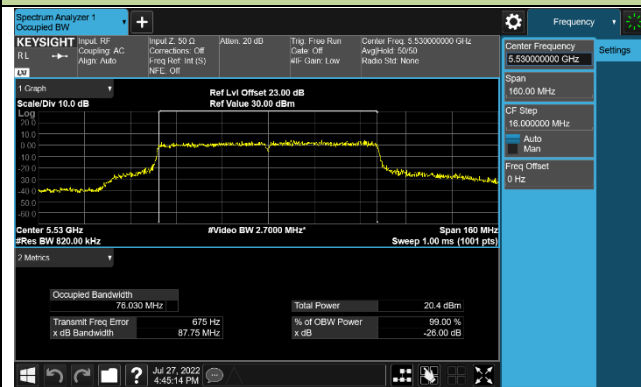 Spectrum Analyzer 1
Occupied BW
+
Frequency
KEYSIGHT
RL
LXI
Input: RF
Coupling: AC
Align: Auto
Input Z: 50 Ω
Corrections: Off
Freq Ref: Int (S)
NFE: Off
Atten: 20 dB
Trig: Free Run
Gate: Off
#IF Gain: Low
Center Freq: 5.530000000 GHz
Avg|Hold: 50/50
Radio Std: None
Center Frequency
5.530000000 GHz
Settings
Span
160.00 MHz
CF Step
16.000000 MHz
Auto
Man
Freq Offset
0 Hz
1 Graph
Scale/Div 10.0 dB
Ref Lvl Offset 23.00 dB
Ref Value 30.00 dBm
Log
20.0
10.0
0.00
-10.0
-20.0
-30.0
-40.0
-50.0
-60.0
Center 5.53 GHz
#Video BW 2.7000 MHz*
Span 160 MHz
#Res BW 820.00 kHz
Sweep 1.00 ms (1001 pts)
2 Metrics
Occupied Bandwidth
76.030 MHz
Total Power
20.4 dBm
Transmit Freq Error
675 Hz
% of OBW Power
99.00 %
x dB Bandwidth
87.75 MHz
x dB
-26.00 dB
?
Jul 27, 2022
4:45:14 PM